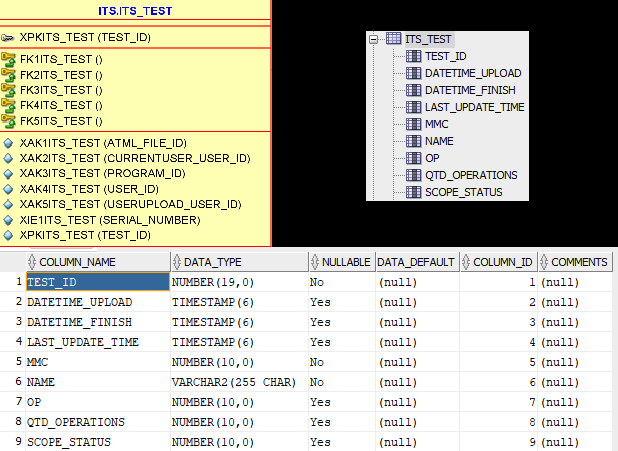 ITS.ITS_TEST
XPKITS_TEST (TEST_ID)
FK1ITS_TEST ()
FK2ITS_TEST ()
FK3ITS_TEST ()
FK4ITS_TEST ()
FK5ITS_TEST ()
XAK1ITS_TEST (ATML_FILE_ID)
XAK2ITS_TEST (CURRENTUSER_USER_ID)
XAK3ITS_TEST (PROGRAM_ID)
XAK4ITS_TEST (USER_ID)
XAK5ITS_TEST (USERUPLOAD_USER_ID)
XIE1ITS_TEST (SERIAL_NUMBER)
XPKITS_TEST (TEST_ID)
ITS_TEST
TEST_ID
DATETIME_UPLOAD
DATETIME_FINISH
LAST_UPDATE_TIME
MMC
NAME
OP
QTD_OPERATIONS
SCOPE_STATUS
COLUMN_NAME DATA_TYPE NULLABLE DATA_DEFAULT COLUMN_ID COMMENTS
1 TEST_ID NUMBER(19,0) No (null) 1 (null)
2 DATETIME_UPLOAD TIMESTAMP(6) Yes (null) 2 (null)
3 DATETIME_FINISH TIMESTAMP(6) Yes (null) 3 (null)
4 LAST_UPDATE_TIME TIMESTAMP(6) Yes (null) 4 (null)
5 MMC NUMBER(10,0) No (null) 5 (null)
6 NAME VARCHAR2(255 CHAR) No (null) 6 (null)
7 OP NUMBER(10,0) Yes (null) 7 (null)
8 QTD_OPERATIONS NUMBER(10,0) Yes (null) 8 (null)
9 SCOPE_STATUS NUMBER(10,0) Yes (null) 9 (null)